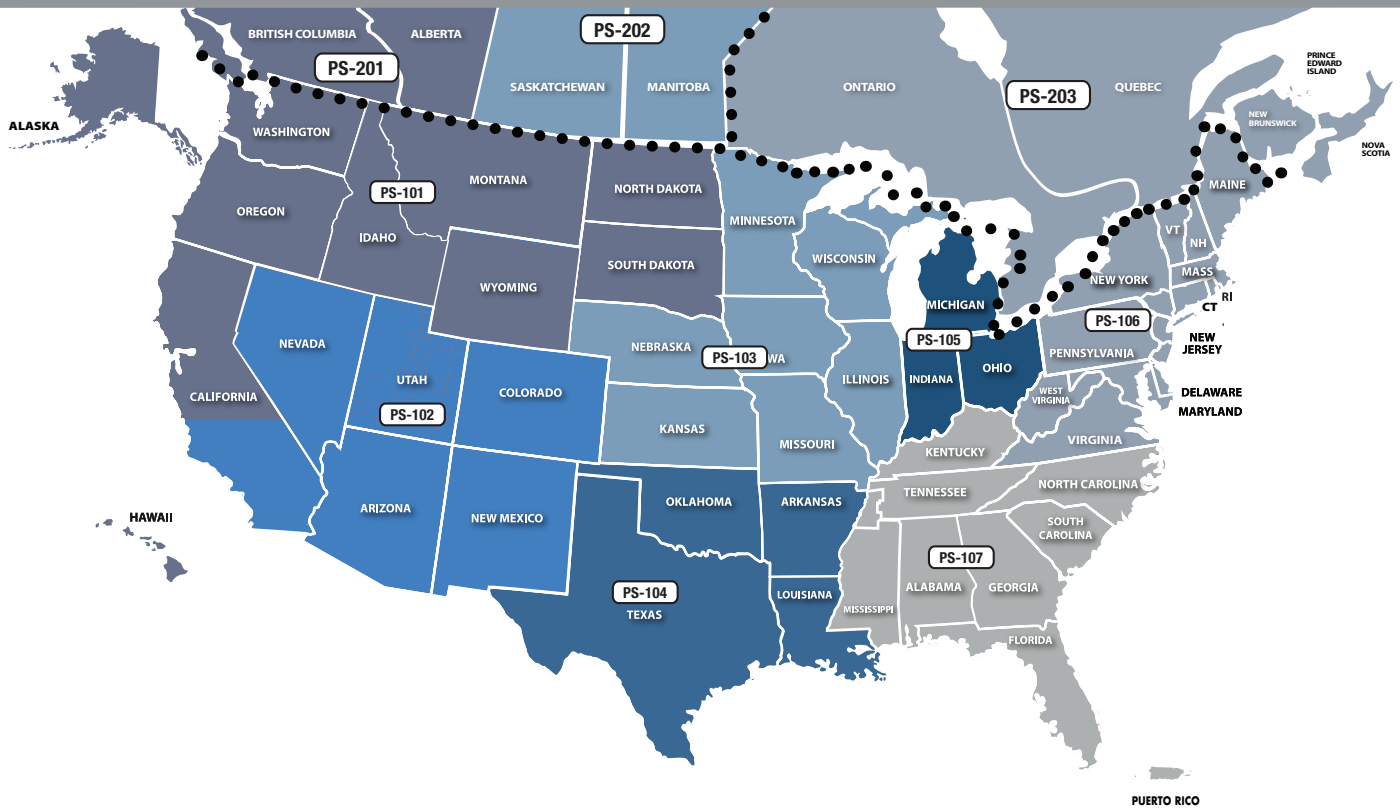 BRITISH COLUMBIA
ALBERTA
PS-201
PS-202
SASKATCHEWAN
MANITOBA
ONTARIO
PS-203
QUEBEC
PRINCE
EDWARD
ISLAND
NEW
BRUNSWICK
NOVA
SCOTIA
ALASKA
WASHINGTON
MONTANA
NORTH DAKOTA
MINNESOTA
MAINE
OREGON
PS-101
IDAHO
SOUTH DAKOTA
WISCONSIN
VT
NH
WYOMING
MICHIGAN
NEW YORK
MASS
RI
CT
NEVADA
NEBRASKA
PS-103
WA
PS-105
PS-106
NEW
JERSEY
PENNSYLVANIA
UTAH
PS-102
COLORADO
ILLINOIS
INDIANA
OHIO
WEST
VIRGINIA
DELAWARE
MARYLAND
CALIFORNIA
KANSAS
MISSOURI
KENTUCKY
VIRGINIA
HAWAII
ARIZONA
NEW MEXICO
OKLAHOMA
ARKANSAS
TENNESSEE
NORTH CAROLINA
SOUTH
CAROLINA
PS-107
PS-104
TEXAS
LOUISIANA
MISSISSIPPI
ALABAMA
GEORGIA
FLORIDA
PUERTO RICO